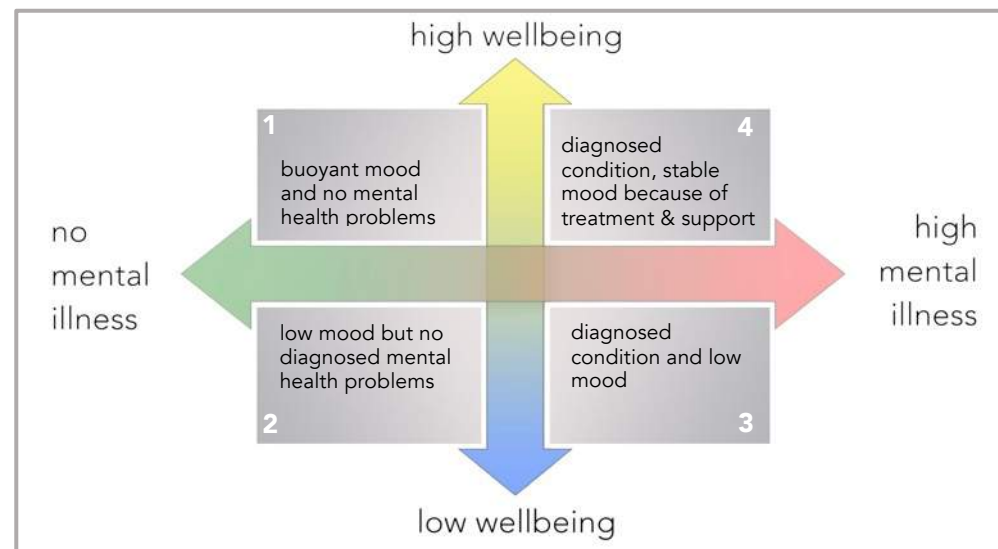 high wellbeing
1
buoyant mood
and no mental
health problems
4
diagnosed
condition, stable
mood because of
treatment & support
no
mental
illness
high
mental
illness
low mood but no
diagnosed mental
health problems
2
diagnosed
condition and low
mood
3
low wellbeing